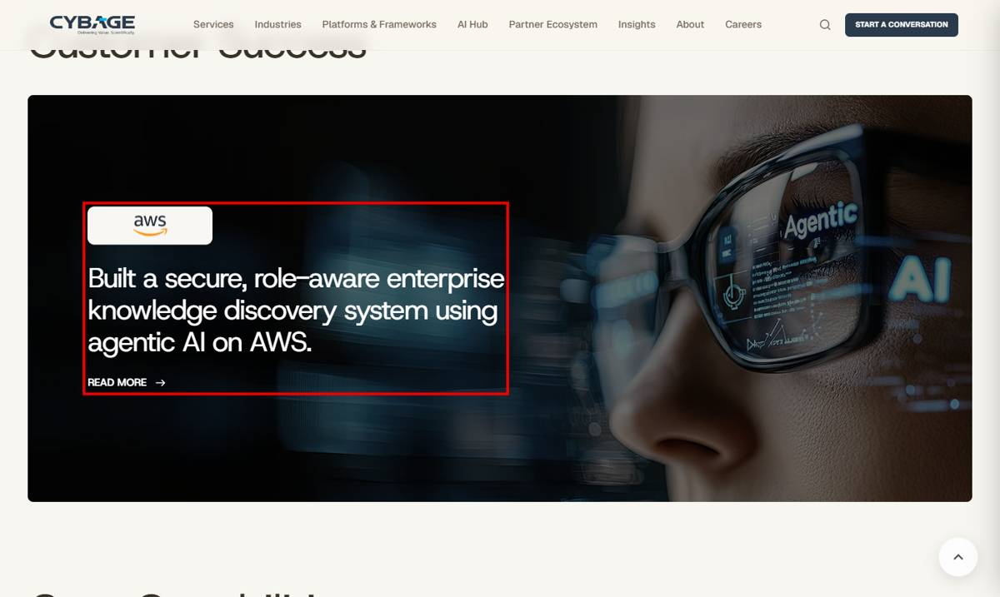 CYBAGE
Delivering Value. Scientifically.
Services Industries Platforms & Frameworks AI Hub Partner Ecosystem Insights About Careers START A CONVERSATION
Customer Success
aws
Built a secure, role-aware enterprise
knowledge discovery system using
agentic AI on AWS.
READ MORE
Agentic
AI